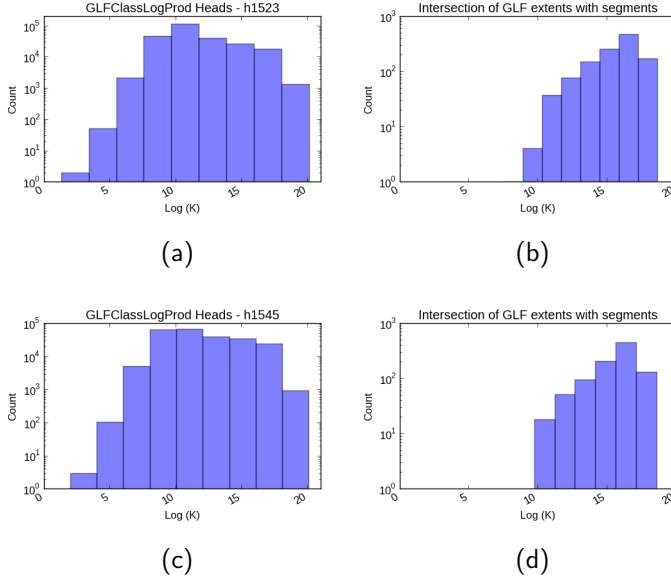 GLFClassLogProd Heads - h1523
Count
10^5
10^4
10^3
10^2
10^1
10^0
0 5 10 15 20
Log (K)
(a)
Intersection of GLF extents with segments
Count
10^3
10^2
10^1
10^0
0 5 10 15 20
Log (K)
(b)
GLFClassLogProd Heads - h1545
Count
10^5
10^4
10^3
10^2
10^1
10^0
0 5 10 15 20
Log (K)
(c)
Intersection of GLF extents with segments
Count
10^3
10^2
10^1
10^0
0 5 10 15 20
Log (K)
(d)